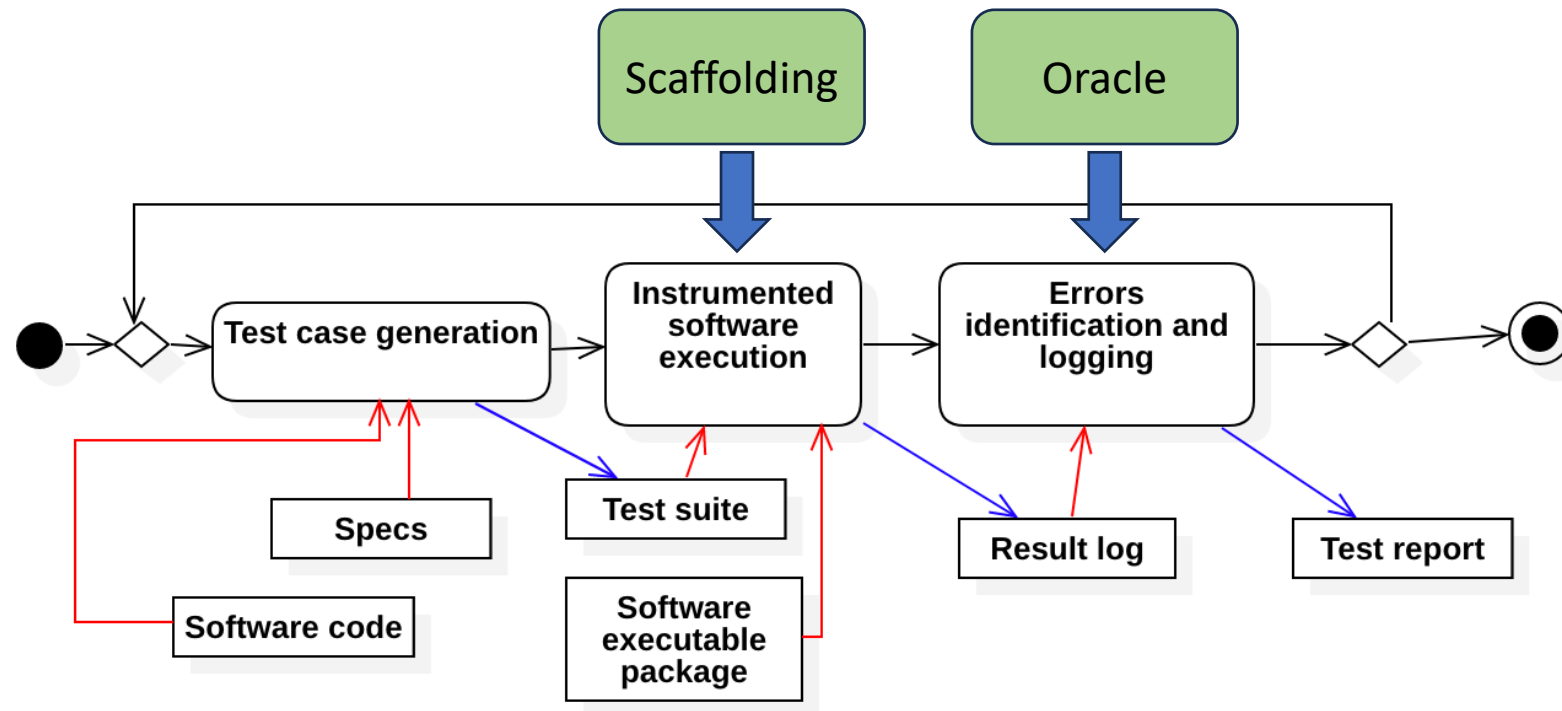 Scaffolding
Oracle
Test case generation
Instrumented
software
execution
Errors
identification and
logging
Specs
Test suite
Result log
Test report
Software code
Software
executable
package